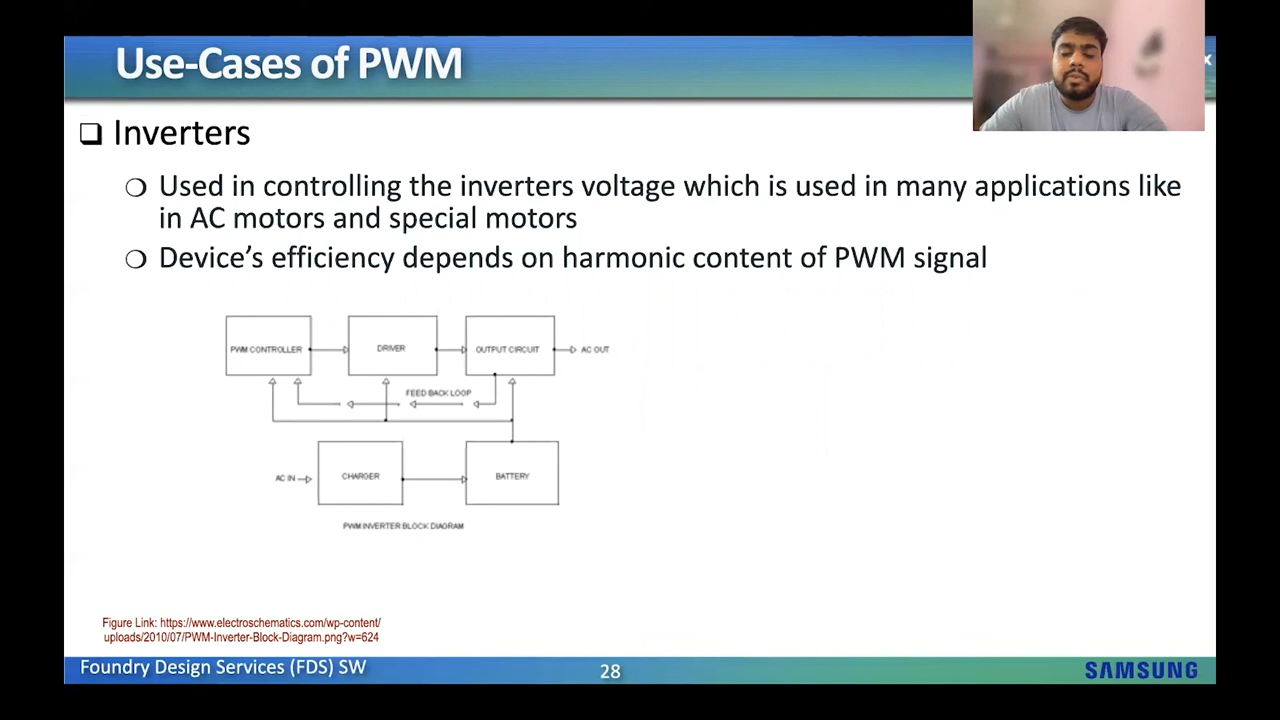 Use-Cases of PWM
x
❑ Inverters
❍ Used in controlling the inverters voltage which is used in many applications like
in AC motors and special motors
❍ Device’s efficiency depends on harmonic content of PWM signal
PWM CONTROLLER
DRIVER
OUTPUT CIRCUIT
AC OUT
FEED BACK LOOP
AC IN
CHARGER
BATTERY
PWM INVERTER BLOCK DIAGRAM
Figure Link: https://www.electroschematics.com/wp-content/
uploads/2010/07/PWM-Inverter-Block-Diagram.png?w=624
Foundry Design Services (FDS) SW
28
SAMSUNG